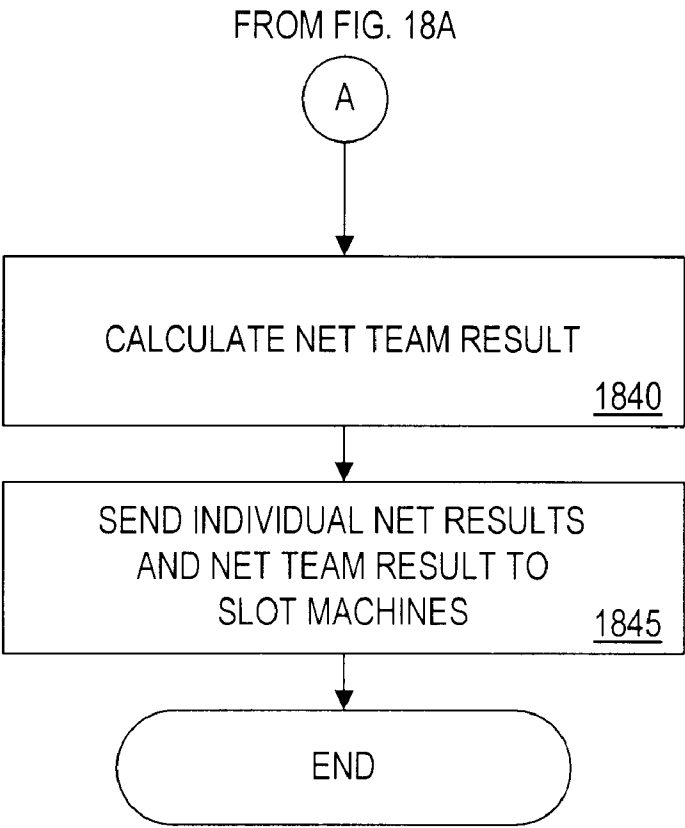 FROM FIG. 18A
A
CALCULATE NET TEAM RESULT
1840
SEND INDIVIDUAL NET RESULTS
AND NET TEAM RESULT TO
SLOT MACHINES
1845
END